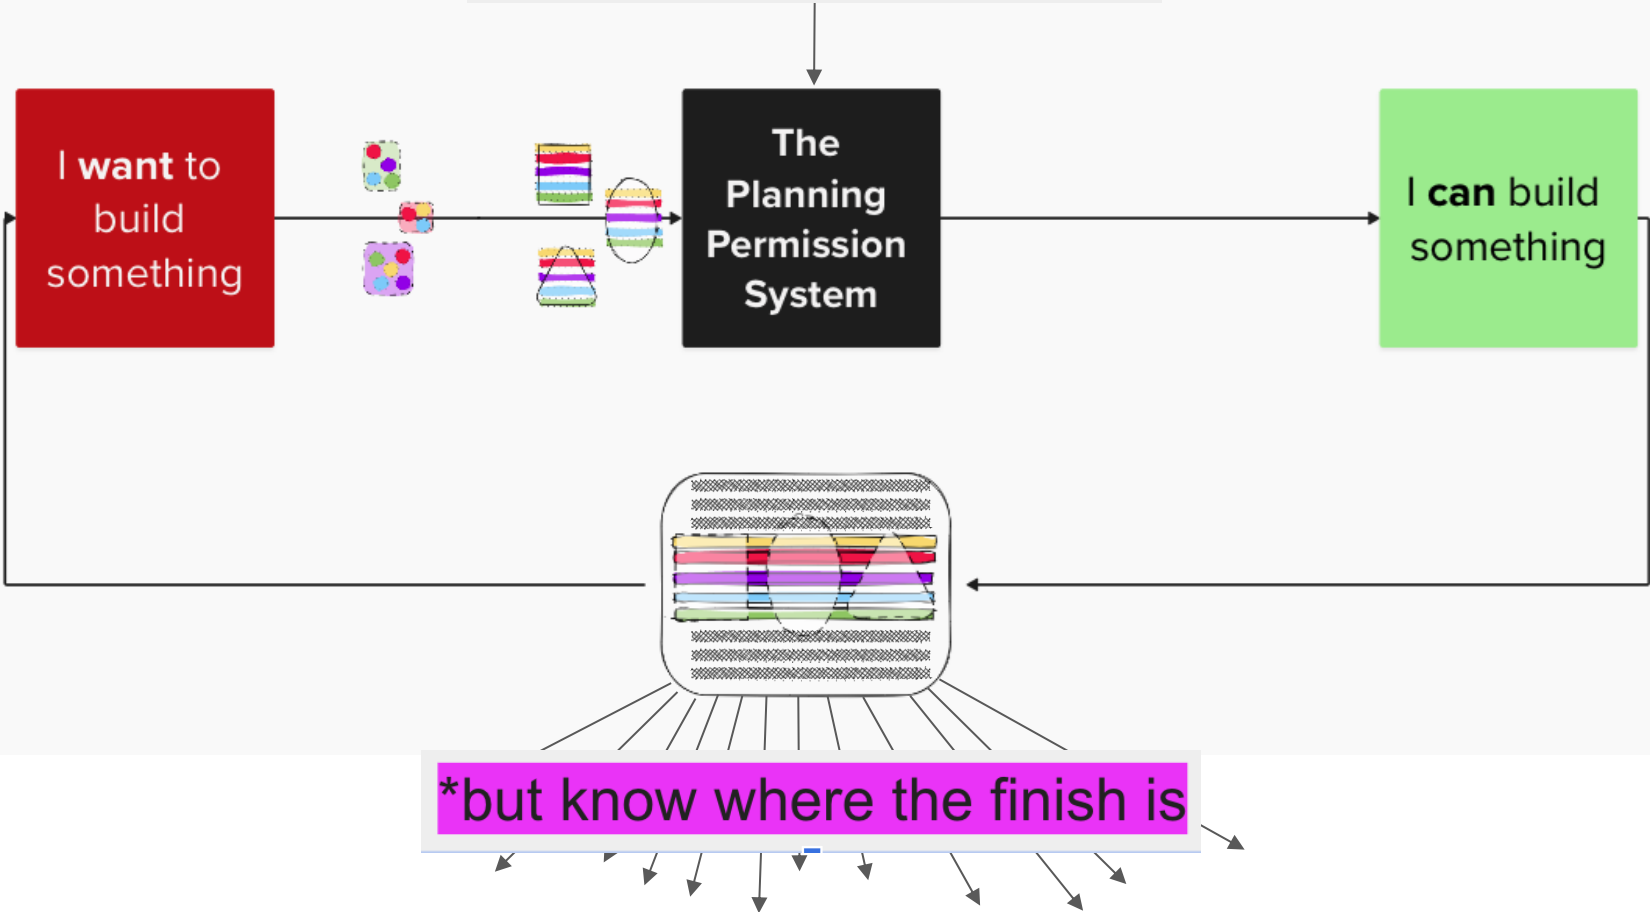 I want to
build
something
The
Planning
Permission
System
I can build
something
*but know where the finish is